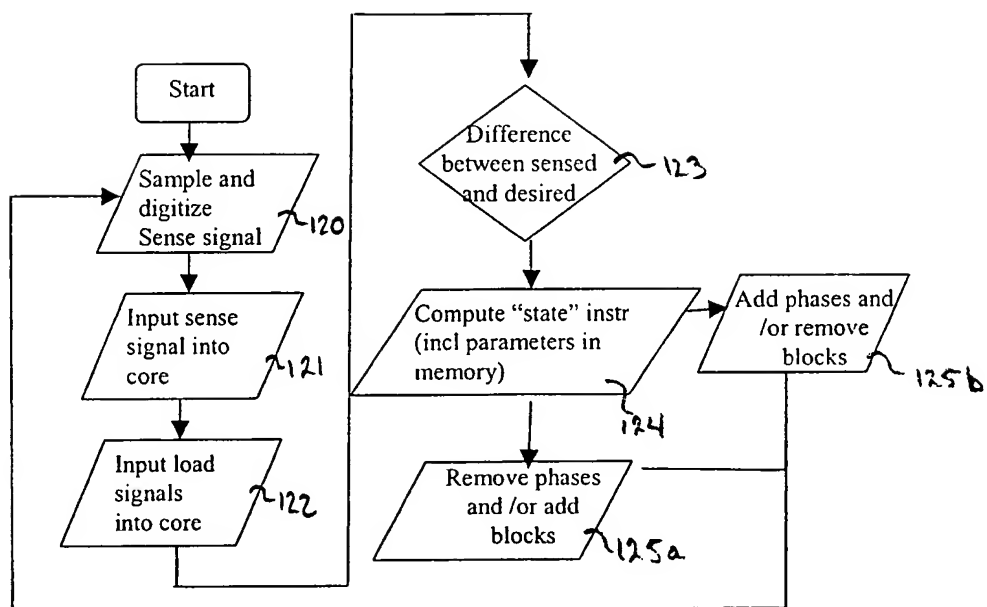 Start
Sample and
digitize
Sense signal
120
Input sense
signal into
core
121
Input load
signals
into core
122
Difference
between sensed
and desired
123
Compute “state” instr
(incl parameters in
memory)
124
Add phases and
/or remove
blocks
125b
Remove phases
and /or add
blocks
125a